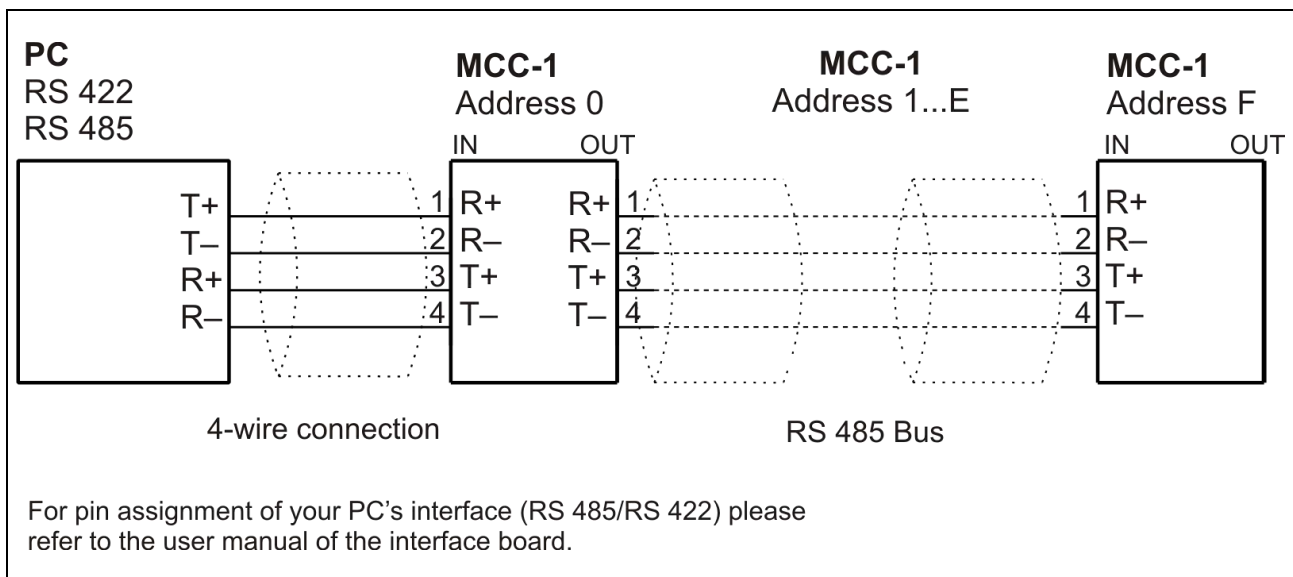 PC
RS 422
RS 485
MCC-1
Address 0
MCC-1
Address 1...E
MCC-1
Address F
IN OUT
IN OUT
T+ 1 R+ R+ 1 1 R+
T– 2 R– R– 2 2 R–
R+ 3 T+ T+ 3 3 T+
R– 4 T– T– 4 4 T–
4-wire connection
RS 485 Bus
For pin assignment of your PC's interface (RS 485/RS 422) please
refer to the user manual of the interface board.